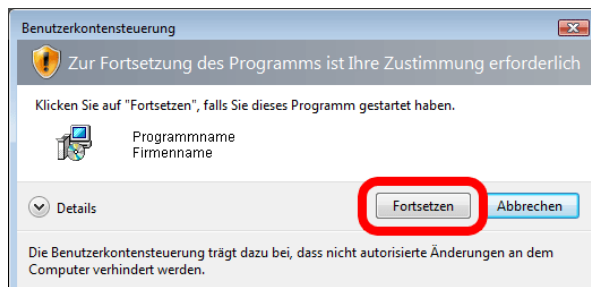 Benutzerkontensteuerung
Zur Fortsetzung des Programms ist Ihre Zustimmung erforderlich
Klicken Sie auf "Fortsetzen", falls Sie dieses Programm gestartet haben.
Programmname
Firmenname
Details
Fortsetzen
Abbrechen
Die Benutzerkontensteuerung trägt dazu bei, dass nicht autorisierte Änderungen an dem
Computer verhindert werden.